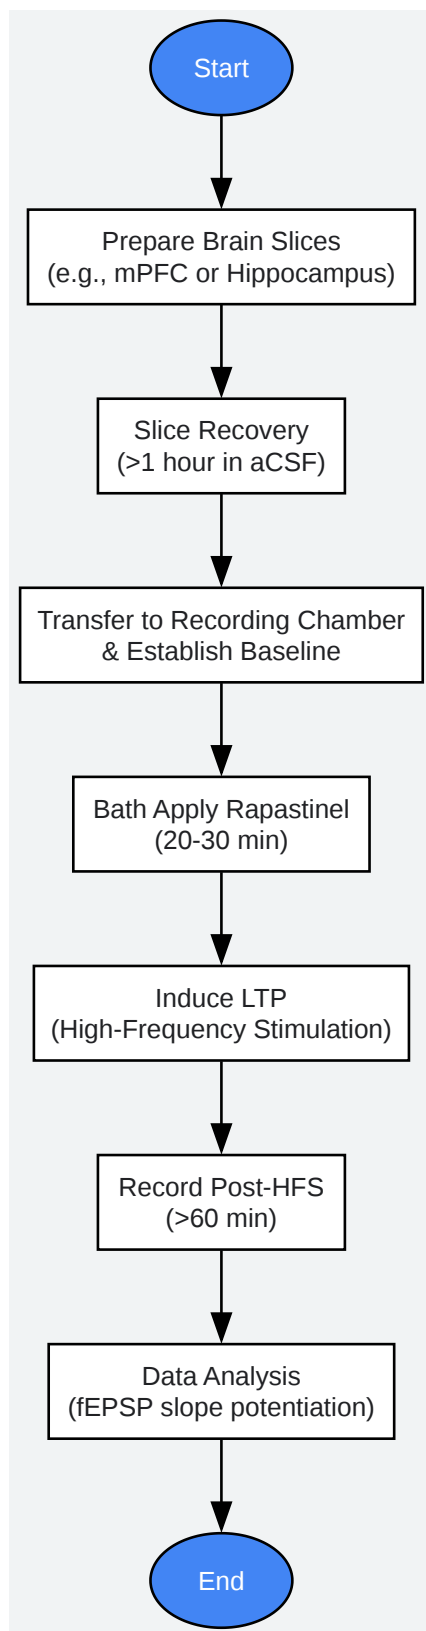 Start
Prepare Brain Slices
(e.g., mPFC or Hippocampus)
Slice Recovery
(>1 hour in aCSF)
Transfer to Recording Chamber
& Establish Baseline
Bath Apply Rapastinel
(20-30 min)
Induce LTP
(High-Frequency Stimulation)
Record Post-HFS
(>60 min)
Data Analysis
(fEPSP slope potentiation)
End